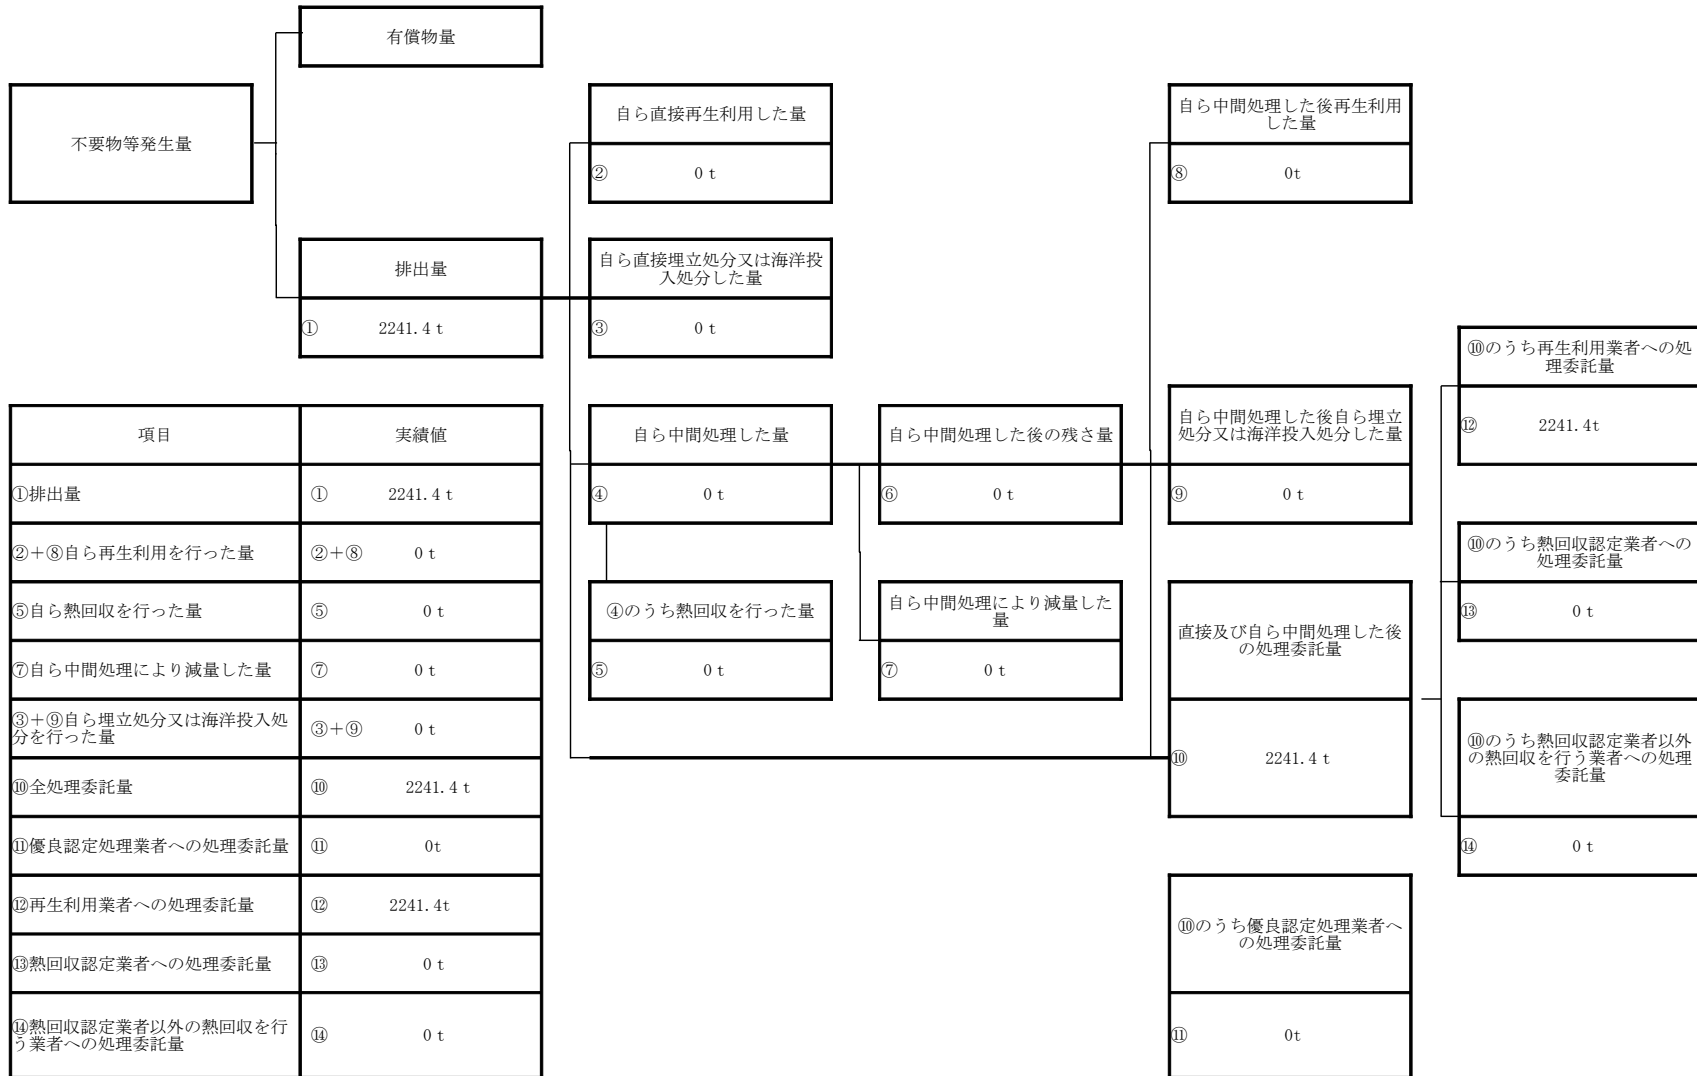 有償物量
不要物等発生量
自ら直接再生利用した量
② 0 t
自ら中間処理した後再生利用
した量
⑧ 0t
排出量
① 2241.4 t
自ら直接埋立処分又は海洋投
入処分した量
③ 0 t
項目 実績値
①排出量 ① 2241.4 t
②+⑧自ら再生利用を行った量 ②+⑧ 0 t
⑤自ら熱回収を行った量 ⑤ 0 t
⑦自ら中間処理により減量した量 ⑦ 0 t
③+⑨自ら埋立処分又は海洋投入処
分を行った量 ③+⑨ 0 t
⑩全処理委託量 ⑩ 2241.4 t
⑪優良認定処理業者への処理委託量 ⑪ 0t
⑫再生利用業者への処理委託量 ⑫ 2241.4t
⑬熱回収認定業者への処理委託量 ⑬ 0 t
⑭熱回収認定業者以外の熱回収を行
う業者への処理委託量 ⑭ 0 t
自ら中間処理した量
④ 0 t
④のうち熱回収を行った量
⑤ 0 t
自ら中間処理した後の残さ量
⑥ 0 t
自ら中間処理により減量した
量
⑦ 0 t
自ら中間処理した後自ら埋立
処分又は海洋投入処分した量
⑨ 0 t
直接及び自ら中間処理した後
の処理委託量
⑩ 2241.4 t
⑩のうち優良認定処理業者へ
の処理委託量
⑪ 0t
⑩のうち再生利用業者への処
理委託量
⑫ 2241.4t
⑩のうち熱回収認定業者への
処理委託量
⑬ 0 t
⑩のうち熱回収認定業者以外
の熱回収を行う業者への処理
委託量
⑭ 0 t